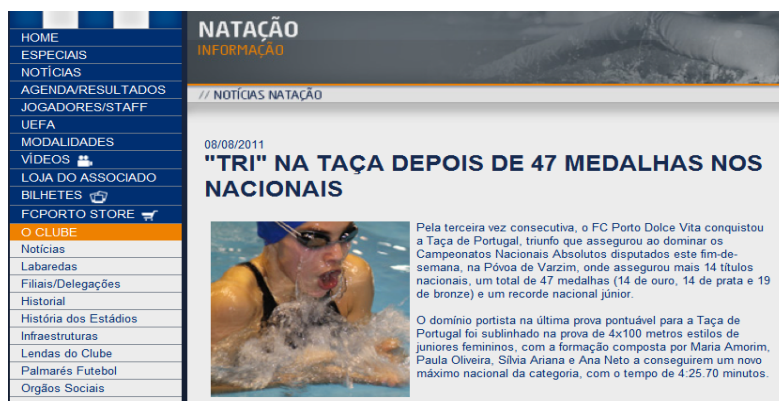 HOME
ESPECIAIS
NOTÍCIAS
AGENDA/RESULTADOS
JOGADORES/STAFF
UEFA
MODALIDADES
VÍDEOS
LOJA DO ASSOCIADO
BILHETES
FCPORTO STORE
O CLUBE
Notícias
Labaredas
Filiais/Delegações
Historial
História dos Estádios
Infraestruturas
Lendas do Clube
Palmarés Futebol
Orgãos Sociais
NATAÇÃO
INFORMAÇÃO
// NOTÍCIAS NATAÇÃO
08/08/2011
"TRI" NA TAÇA DEPOIS DE 47 MEDALHAS NOS
NACIONAIS
Pela terceira vez consecutiva, o FC Porto Dolce Vita conquistou
a Taça de Portugal, triunfo que assegurou ao dominar os
Campeonatos Nacionais Absolutos disputados este fim-de-
semana, na Póvoa de Varzim, onde assegurou mais 14 títulos
nacionais, um total de 47 medalhas (14 de ouro, 14 de prata e 19
de bronze) e um recorde nacional júnior.
O domínio portista na última prova pontuável para a Taça de
Portugal foi sublinhado na prova de 4x100 metros estilos de
juniores femininos, com a formação composta por Maria Amorim,
Paula Oliveira, Sílvia Ariana e Ana Neto a conseguirem um novo
máximo nacional da categoria, com o tempo de 4:25.70 minutos.